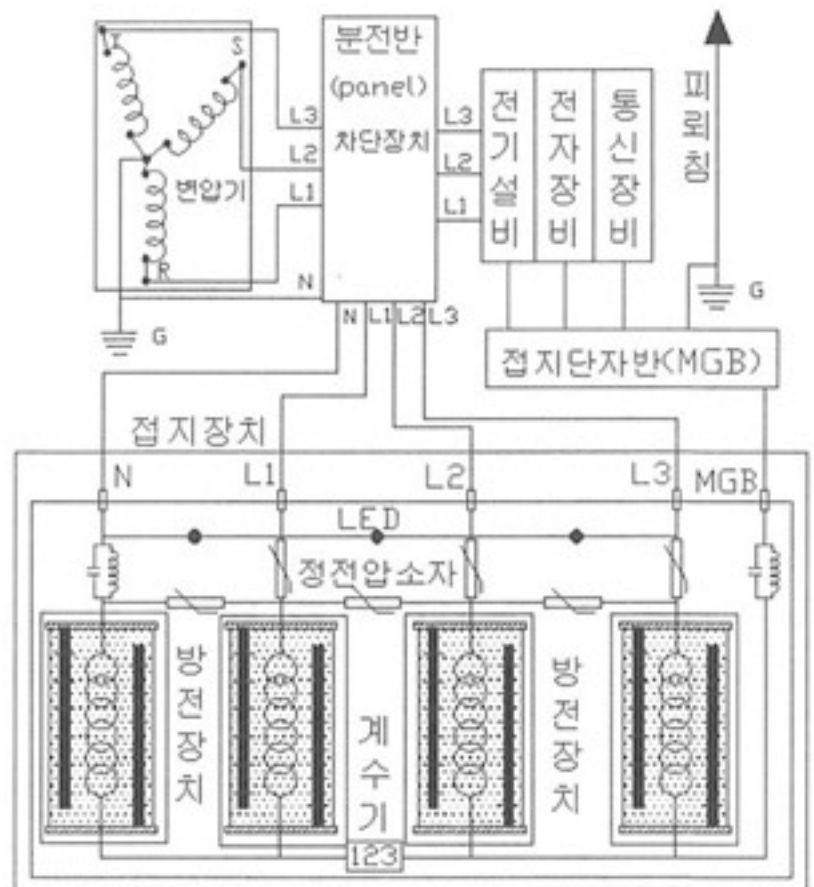 T
S
R
변압기
G
L3
L2
L1
N
분전반
(panel)
차단장치
L3
L2
L1
전기설비
전자장비
통신장비
피뢰침
G
N L1 L2 L3
접지단자반(MGB)
접지장치
N
L1
L2
L3
MGB
LED
정전압소자
방전장치
계수기
방전장치
123